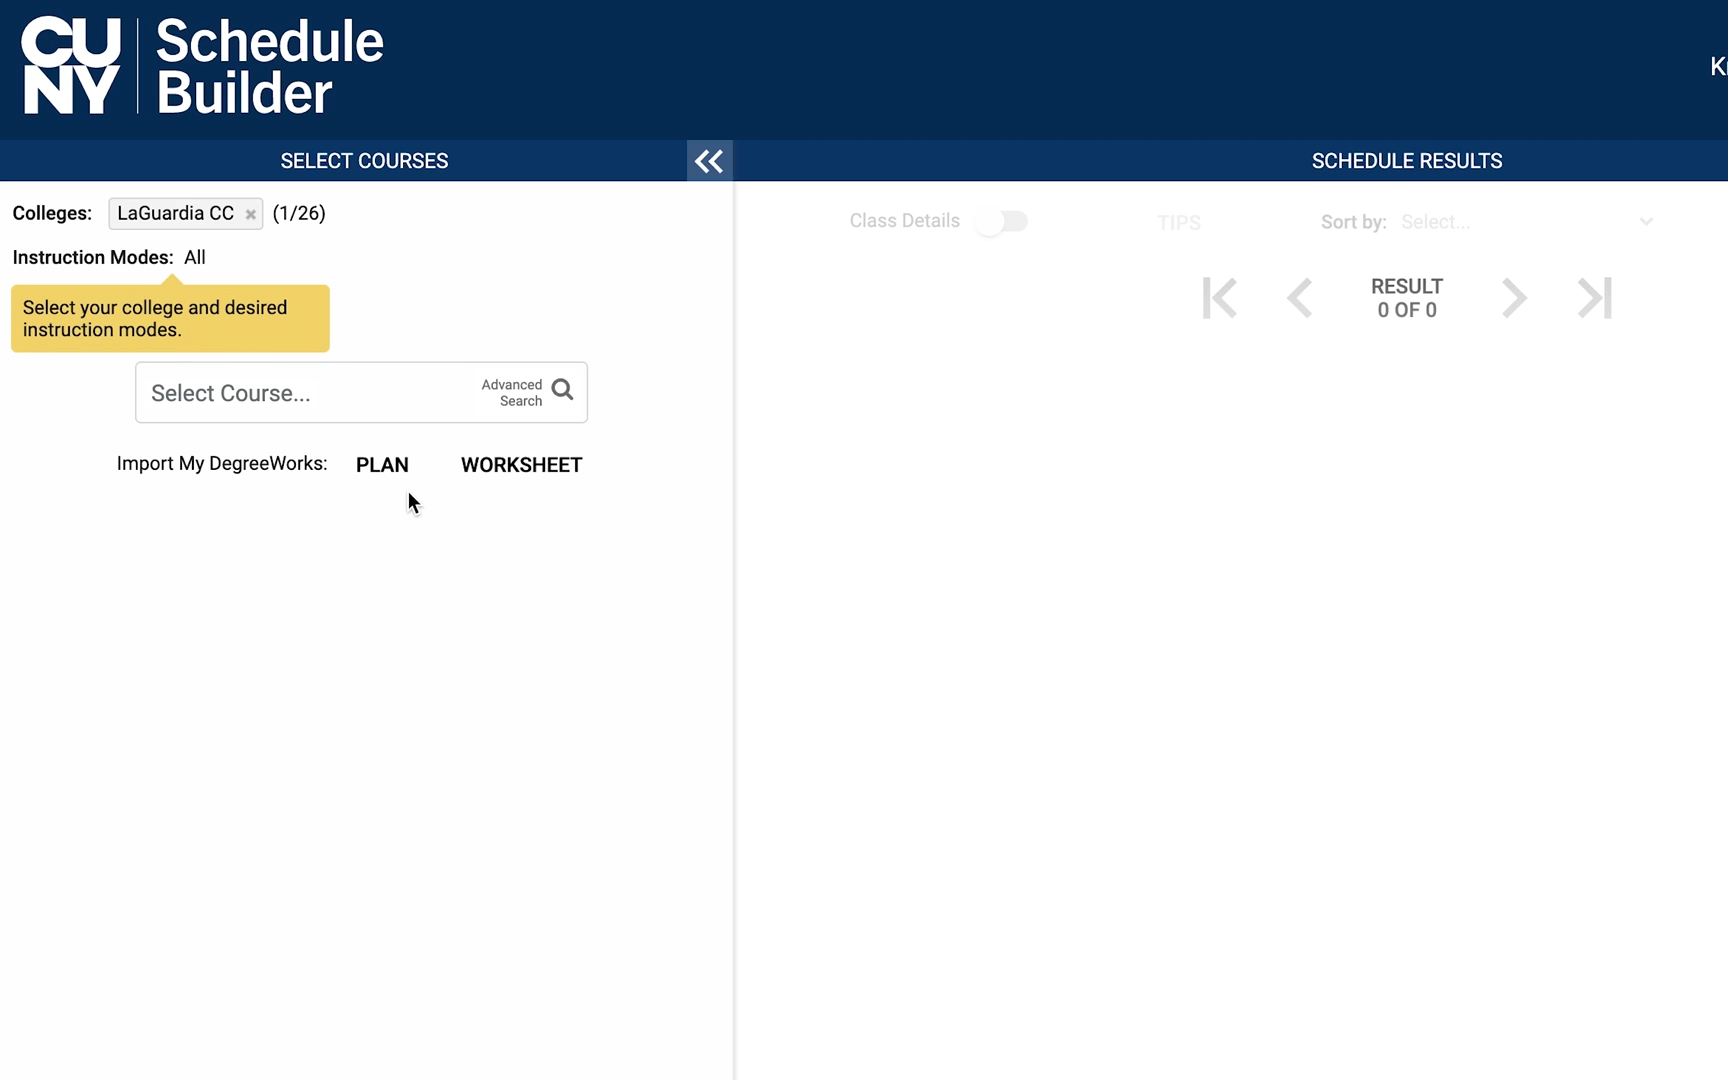 CU
NY
Schedule
Builder
SELECT COURSES
SCHEDULE RESULTS
Colleges: LaGuardia CC × (1/26)
Instruction Modes: All
Select your college and desired
instruction modes.
Select Course...
Advanced
Search
Import My DegreeWorks: PLAN WORKSHEET
Class Details
TIPS
Sort by: Select...
RESULT
0 OF 0